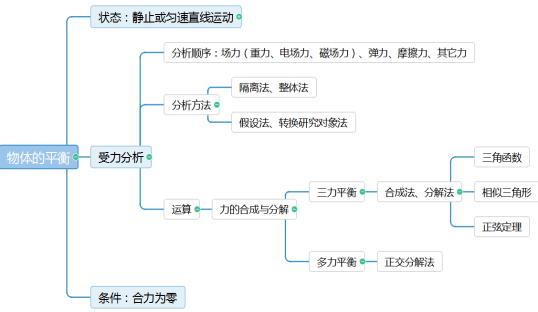 状态：静止或匀速直线运动
分析顺序：场力（重力、电场力、磁场力）、弹力、摩擦力、其它力
隔离法、整体法
分析方法
假设法、转换研究对象法
物体的平衡
受力分析
三角函数
三力平衡
合成法、分解法
相似三角形
运算
力的合成与分解
正弦定理
多力平衡
正交分解法
条件：合力为零